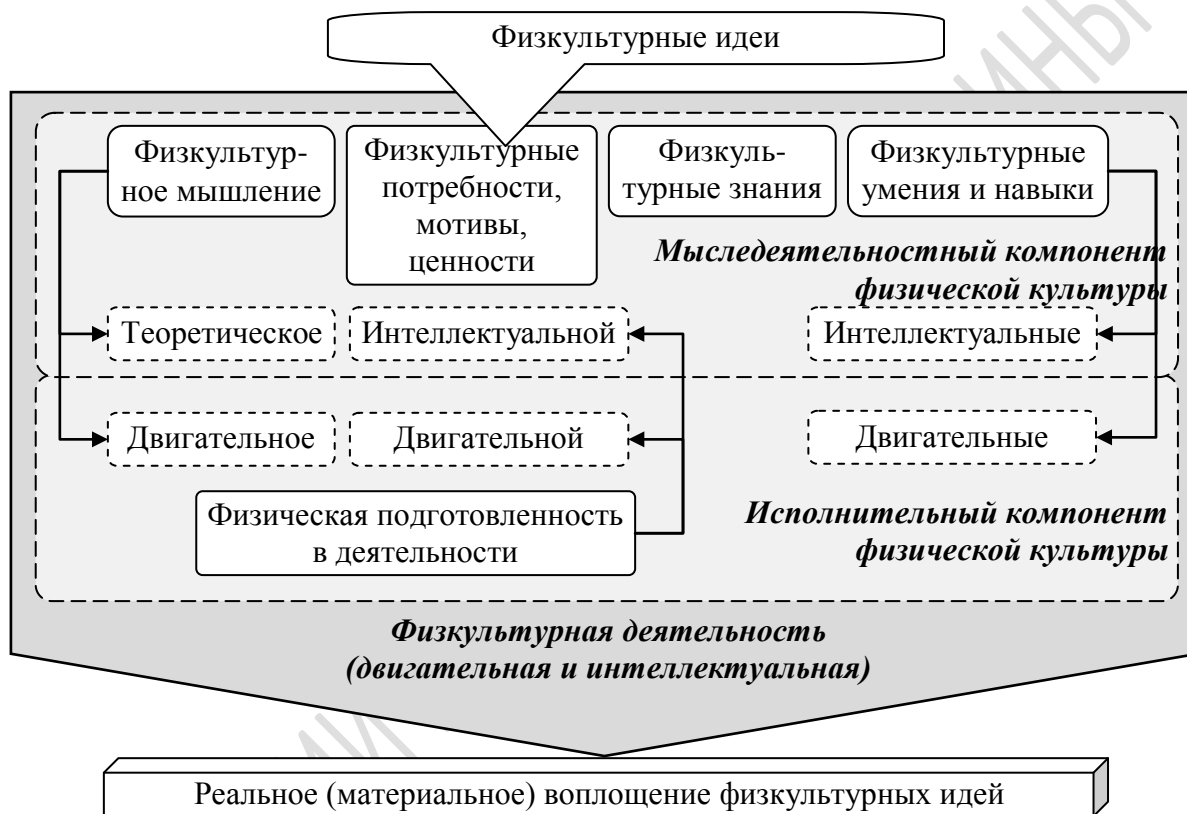 Физкультурные идеи
Физкультур-
ное мышление
Физкультурные
потребности,
мотивы,
ценности
Физкуль-
турные знания
Физкультурные
умения и навыки
Мыследеятельностный компонент
физической культуры
Теоретическое
Интеллектуальной
Интеллектуальные
Двигательное
Двигательной
Двигательные
Физическая подготовленность
в деятельности
Исполнительный компонент
физической культуры
Физкультурная деятельность
(двигательная и интеллектуальная)
Реальное (материальное) воплощение физкультурных идей